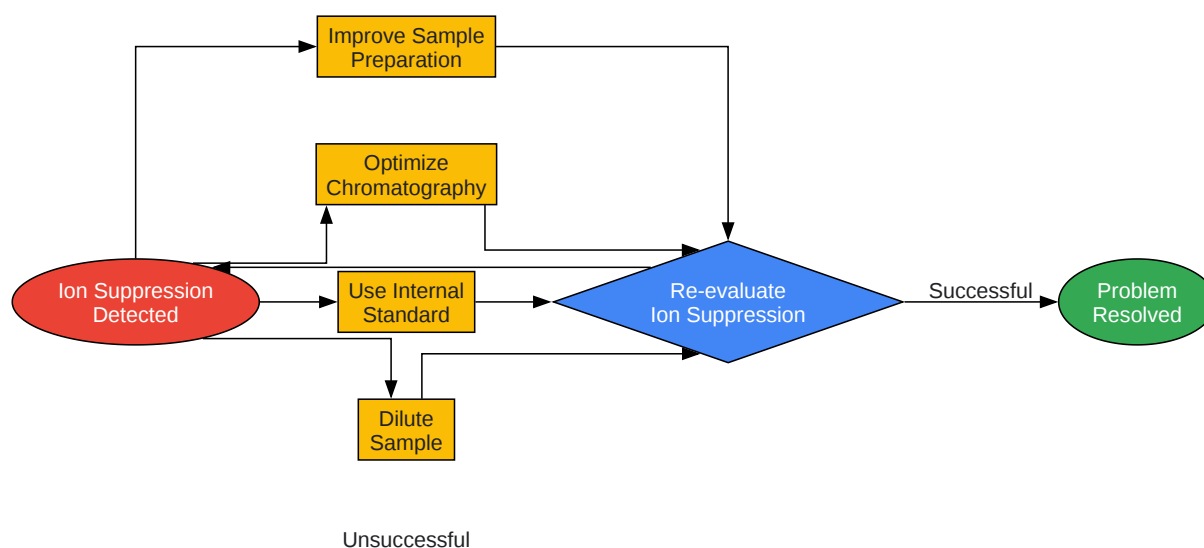 Improve Sample
Preparation
Optimize
Chromatography
Ion Suppression
Detected
Use Internal
Standard
Re-evaluate
Ion Suppression
Successful
Problem
Resolved
Dilute
Sample
Unsuccessful